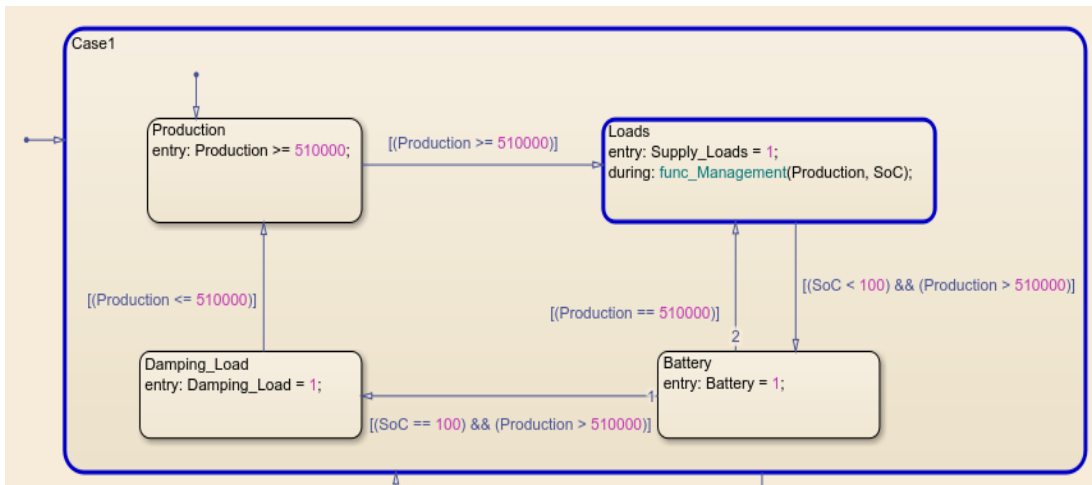 Case1
Production
entry: Production >= 510000;
[(Production >= 510000)]
Loads
entry: Supply_Loads = 1;
during: func_Management(Production, SoC);
[(Production <= 510000)]
[(Production == 510000)]
[(SoC < 100) && (Production > 510000)]
2
Damping_Load
entry: Damping_Load = 1;
1
Battery
entry: Battery = 1;
[(SoC == 100) && (Production > 510000)]